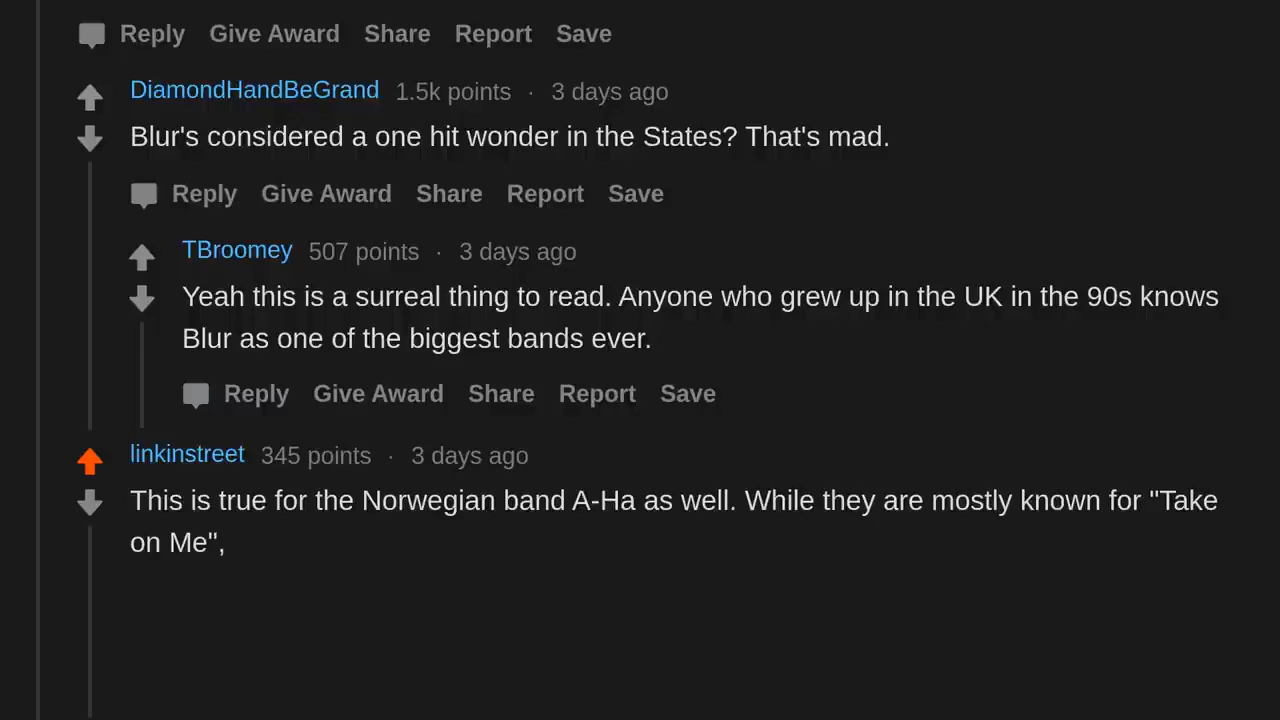 Reply Give Award Share Report Save
DiamondHandBeGrand 1.5k points · 3 days ago
Blur's considered a one hit wonder in the States? That's mad.
Reply Give Award Share Report Save
TBroomey 507 points · 3 days ago
Yeah this is a surreal thing to read. Anyone who grew up in the UK in the 90s knows
Blur as one of the biggest bands ever.
Reply Give Award Share Report Save
linkinstreet 345 points · 3 days ago
This is true for the Norwegian band A-Ha as well. While they are mostly known for "Take
on Me",